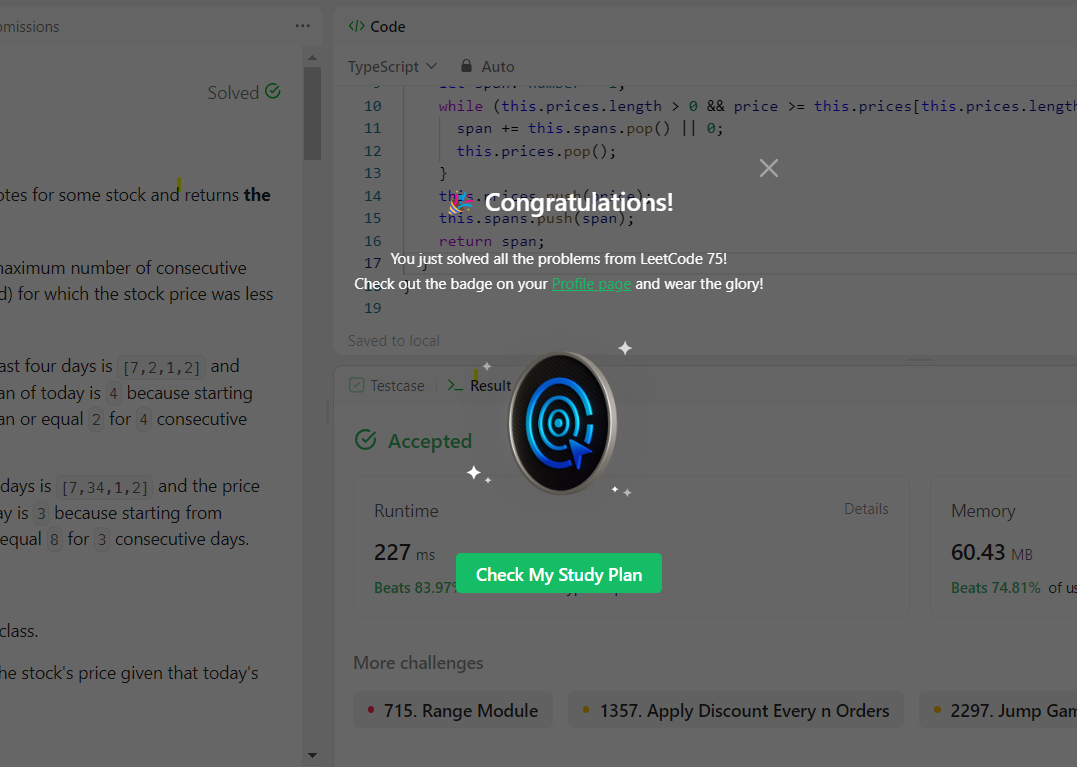 omissions
Solved
otes for some stock and returns the
naximum number of consecutive
d) for which the stock price was less
ast four days is [7,2,1,2] and
an of today is 4 because starting
an or equal 2 for 4 consecutive
days is [7,34,1,2] and the price
ay is 3 because starting from
equal 8 for 3 consecutive days.
class.
he stock's price given that today's
</> Code
TypeScript Auto
10 while (this.prices.length > 0 && price >= this.prices[this.prices.length
11 span += this.spans.pop() || 0;
12 this.prices.pop();
13 }
14 this.prices.push(price);
15 this.spans.push(span);
16 return span;
17 }
18 }
19
Saved to local
Congratulations!
You just solved all the problems from LeetCode 75!
Check out the badge on your Profile page and wear the glory!
Check My Study Plan
Testcase >_ Result
Accepted
Runtime Details
227 ms
Beats 83.97%
Memory
60.43 MB
Beats 74.81% of us
More challenges
715. Range Module 1357. Apply Discount Every n Orders 2297. Jump Gam